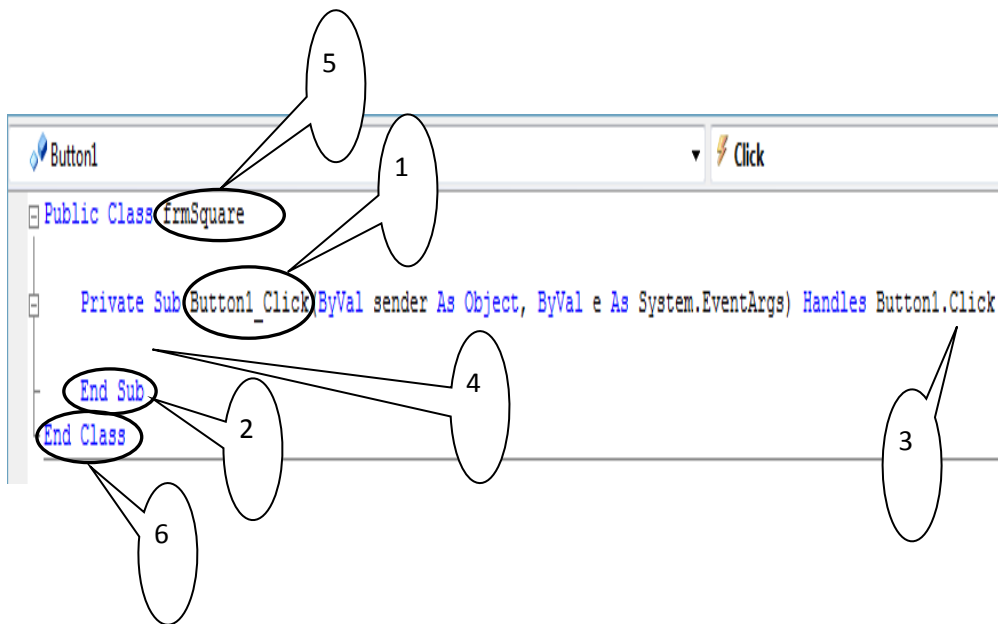 5
Button1 Click
1
Public Class frmSquare
Private Sub Button1_Click(ByVal sender As Object, ByVal e As System.EventArgs) Handles Button1.Click
4
End Sub
2
3
End Class
6